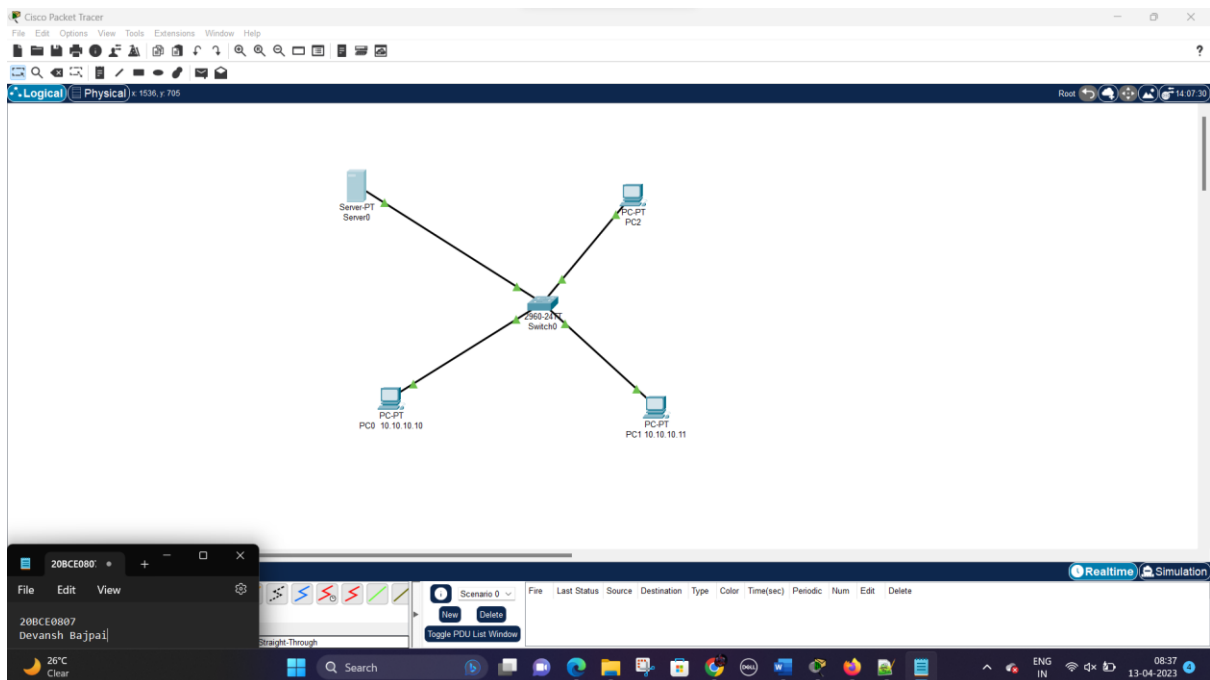 Cisco Packet Tracer
File Edit Options View Tools Extensions Window Help
?
Logical Physical x: 1536, y: 705
Root 14:07:30
Server-PT
Server0
PC-PT
PC2
2960-24TT
Switch0
PC-PT
PC0 10.10.10.10
PC-PT
PC1 10.10.10.11
Realtime Simulation
20BCE080
File Edit View
20BCE0807
Devansh Bajpai
Scenario 0
New Delete
Toggle PDU List Window
Fire Last Status Source Destination Type Color Time(sec) Periodic Num Edit Delete
Straight-Through
26°C
Clear
Search
DELL
ENG
IN
08:37
13-04-2023
4